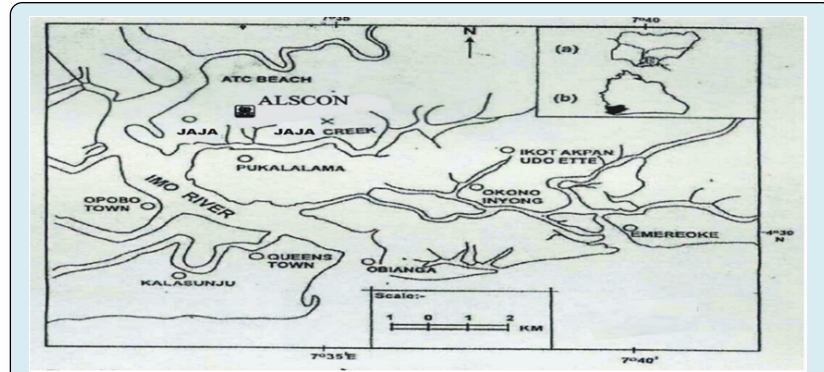 7°35'
7°40
N
(a)
ATC BEACH
(b)
ALSCON
JAJA
JAJA CREEK
IKOT AKPAN
UDO ETTE
PUKALALAMA
OKONO
INYONG
IMO RIVER
OPOBO
TOWN
4°30
N
EMEREOKE
QUEENS
TOWN
OBIANGA
KALASUNJU
Scale:-
1 0 1 2
KM
7°35'E
7°40'